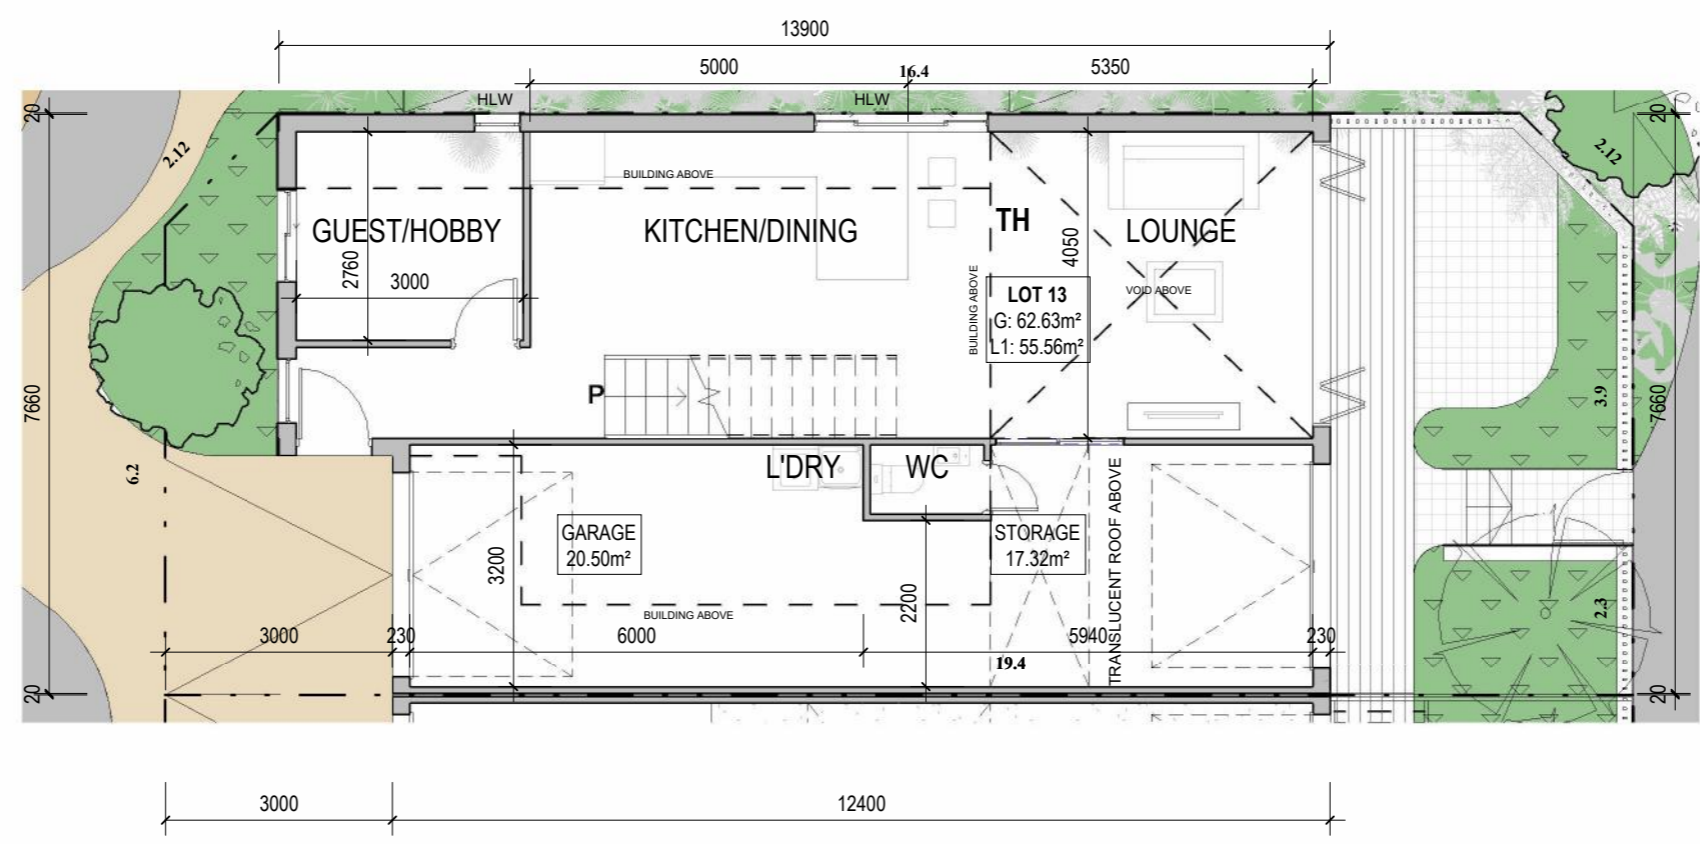 13900
5000
16.4
5350
HLW
HLW
20
20
2.12
2.12
BUILDING ABOVE
GUEST/HOBBY
KITCHEN/DINING
TH
LOUNGE
2760
3000
4050
BUILDING ABOVE
VOID ABOVE
LOT 13
G: 62.63m²
L1: 55.56m²
7660
P
3.9
7660
6.2
L'DRY
WC
GARAGE
20.50m²
STORAGE
17.32m²
TRANSLUCENT ROOF ABOVE
3200
2200
BUILDING ABOVE
2.3
3000
230
6000
5940
230
19.4
20
20
3000
12400